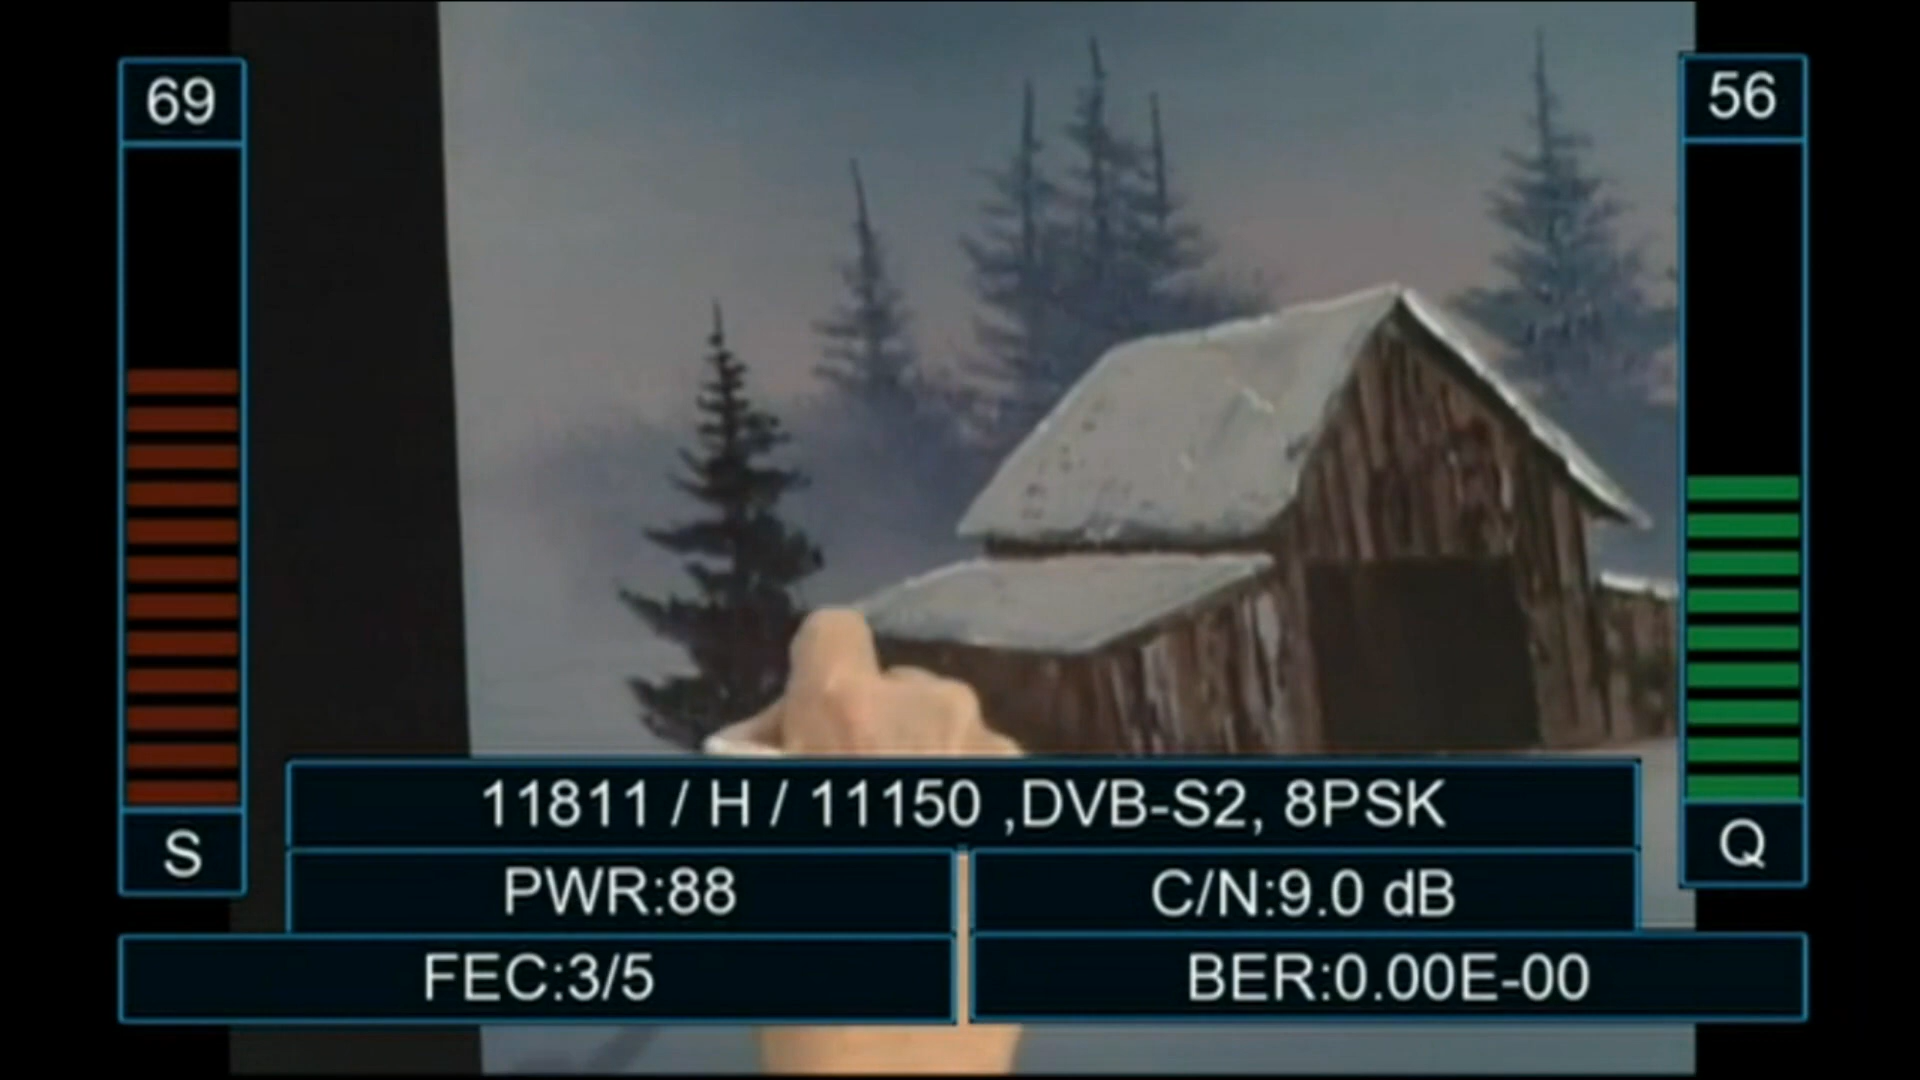 69
56
11811 / H / 11150 ,DVB-S2, 8PSK
S
Q
PWR:88
C/N:9.0 dB
FEC:3/5
BER:0.00E-00